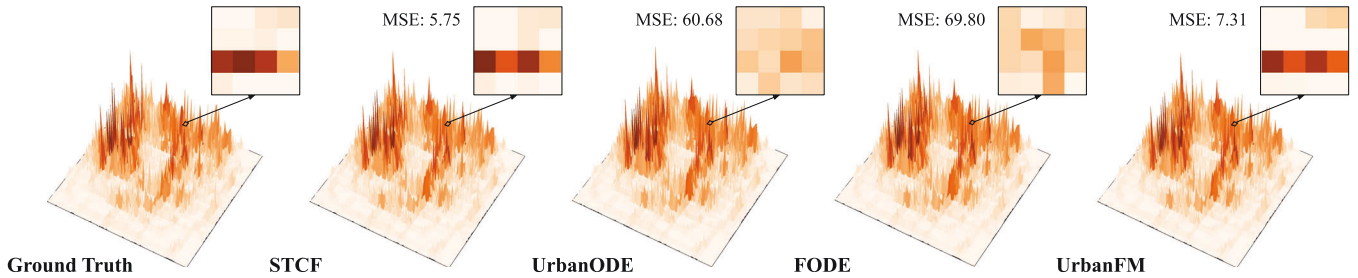 MSE: 5.75
MSE: 60.68
MSE: 69.80
MSE: 7.31
Ground Truth
STCF
UrbanODE
FODE
UrbanFM